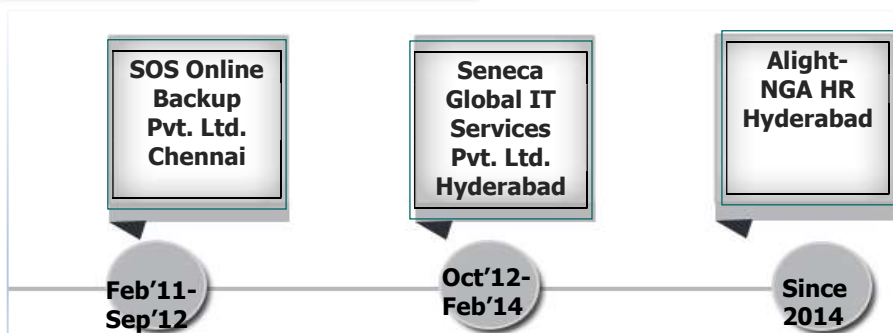 SOS Online
Backup
Pvt. Ltd.
Chennai
Seneca
Global IT
Services
Pvt. Ltd.
Hyderabad
Alight-
NGA HR
Hyderabad
Feb’11-
Sep’12
Oct’12-
Feb’14
Since
2014